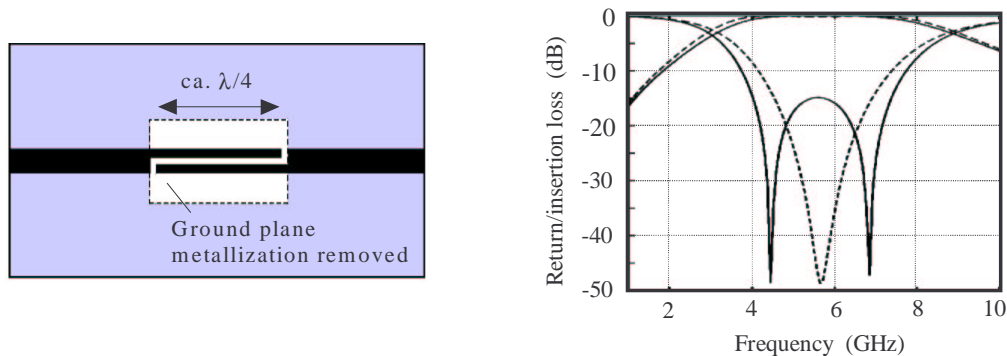 ca. λ/4
Ground plane
metallization removed
Return/insertion loss (dB)
0
-10
-20
-30
-40
-50
2
4
6
8
10
Frequency (GHz)